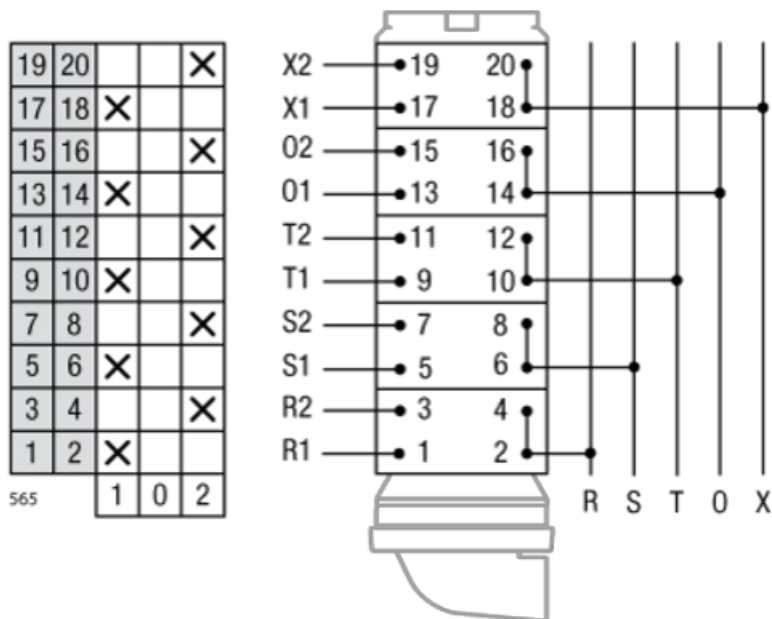 19 20 X X2 19 20
17 18 X X1 17 18
15 16 X O2 15 16
13 14 X O1 13 14
11 12 X T2 11 12
9 10 X T1 9 10
7 8 X S2 7 8
5 6 X S1 5 6
3 4 X R2 3 4
1 2 X R1 1 2
565 1 0 2 R S T O X